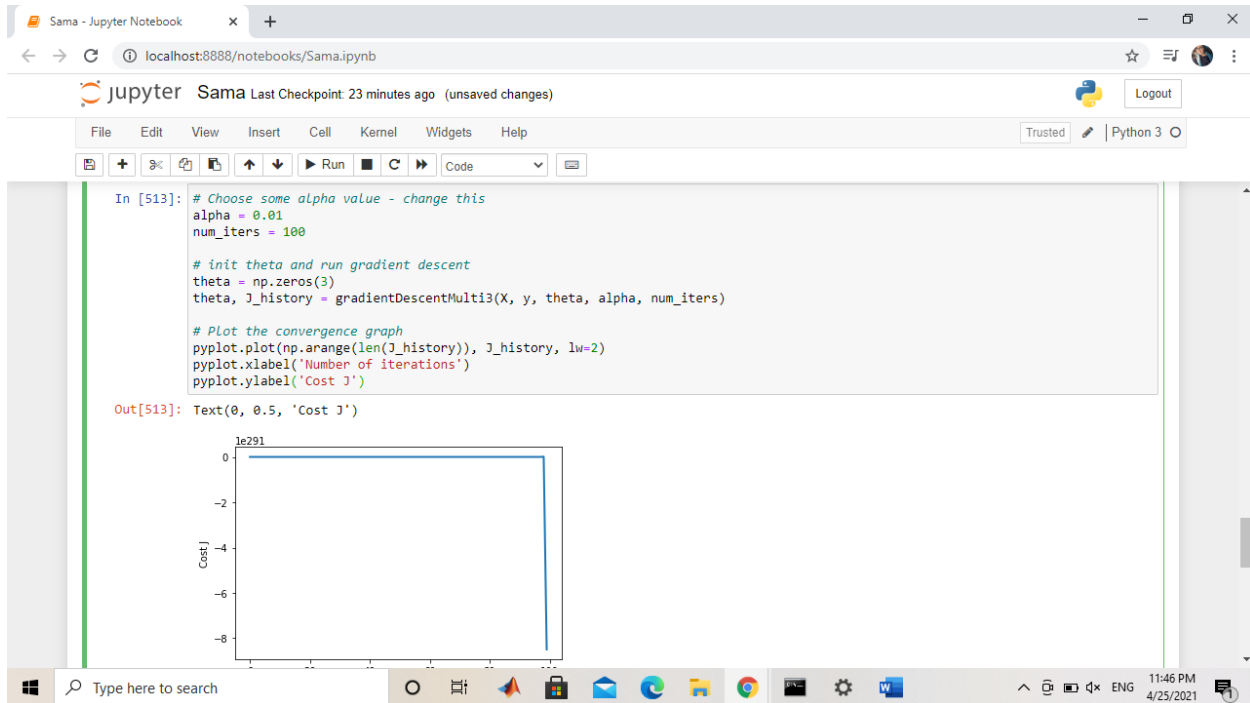 Sama - Jupyter Notebook
localhost:8888/notebooks/Sama.ipynb
jupyter Sama Last Checkpoint: 23 minutes ago (unsaved changes)
Logout
File Edit View Insert Cell Kernel Widgets Help
Trusted Python 3
Run Code
In [513]: # Choose some alpha value - change this
alpha = 0.01
num_iters = 100
# init theta and run gradient descent
theta = np.zeros(3)
theta, J_history = gradientDescentMulti3(X, y, theta, alpha, num_iters)
# Plot the convergence graph
pyplot.plot(np.arange(len(J_history)), J_history, lw=2)
pyplot.xlabel('Number of iterations')
pyplot.ylabel('Cost J')
Out[513]: Text(0, 0.5, 'Cost J')
1e291
0
−2
−4
−6
−8
Cost J
Type here to search
ENG
11:46 PM
4/25/2021
1